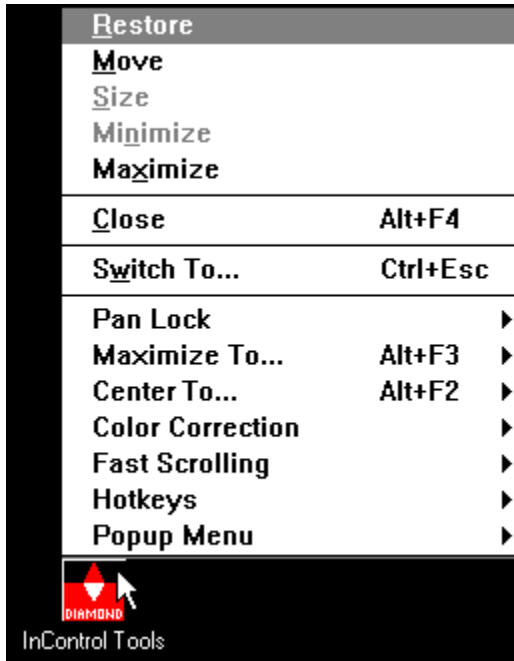 Restore
Move
Size
Minimize
Maximize
Close Alt+F4
Switch To... Ctrl+Esc
Pan Lock
Maximize To... Alt+F3
Center To... Alt+F2
Color Correction
Fast Scrolling
Hotkeys
Popup Menu
DIAMOND
InControl Tools